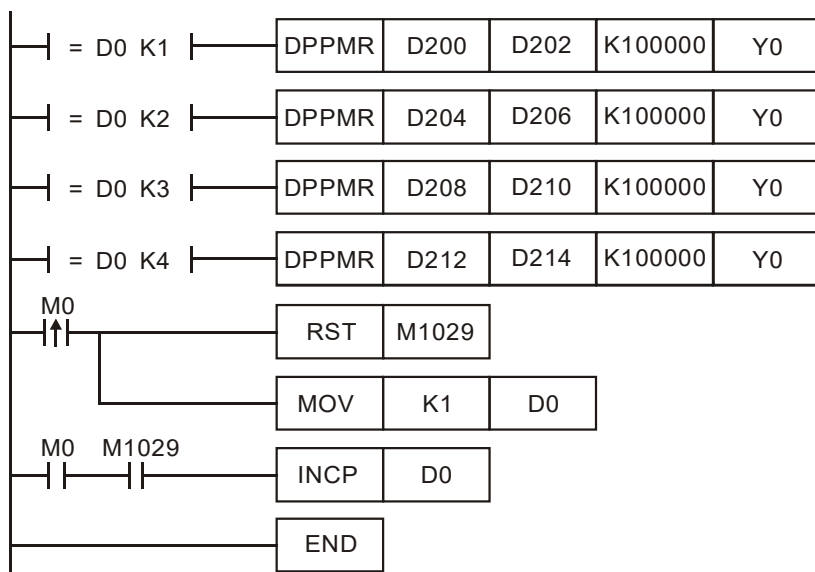 = D0 K1 DPPMR D200 D202 K100000 Y0
= D0 K2 DPPMR D204 D206 K100000 Y0
= D0 K3 DPPMR D208 D210 K100000 Y0
= D0 K4 DPPMR D212 D214 K100000 Y0
M0
RST M1029
MOV K1 D0
M0 M1029
INCP D0
END